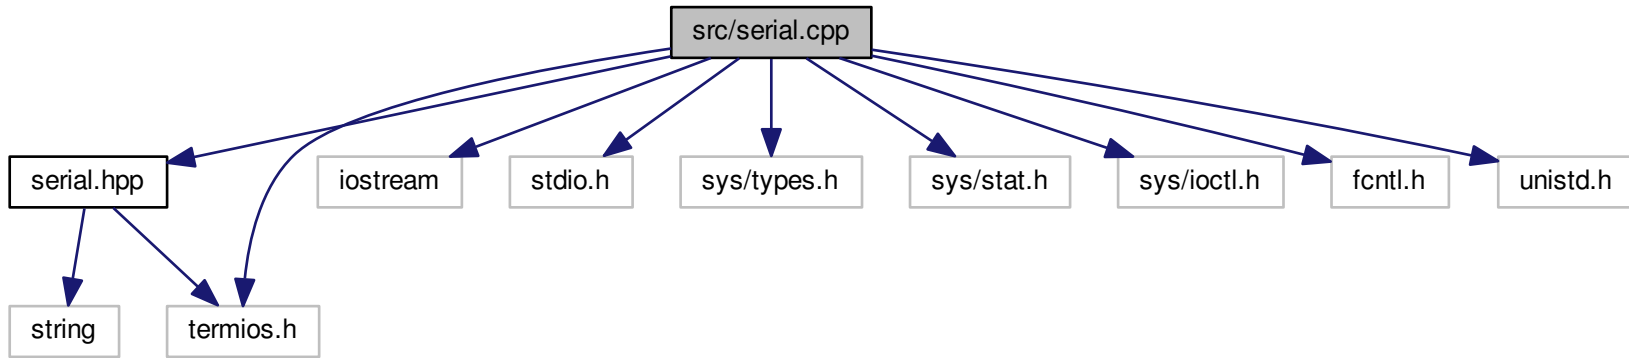 src/serial.cpp
serial.hpp
iostream
stdio.h
sys/types.h
sys/stat.h
sys/ioctl.h
fcntl.h
unistd.h
string
termios.h